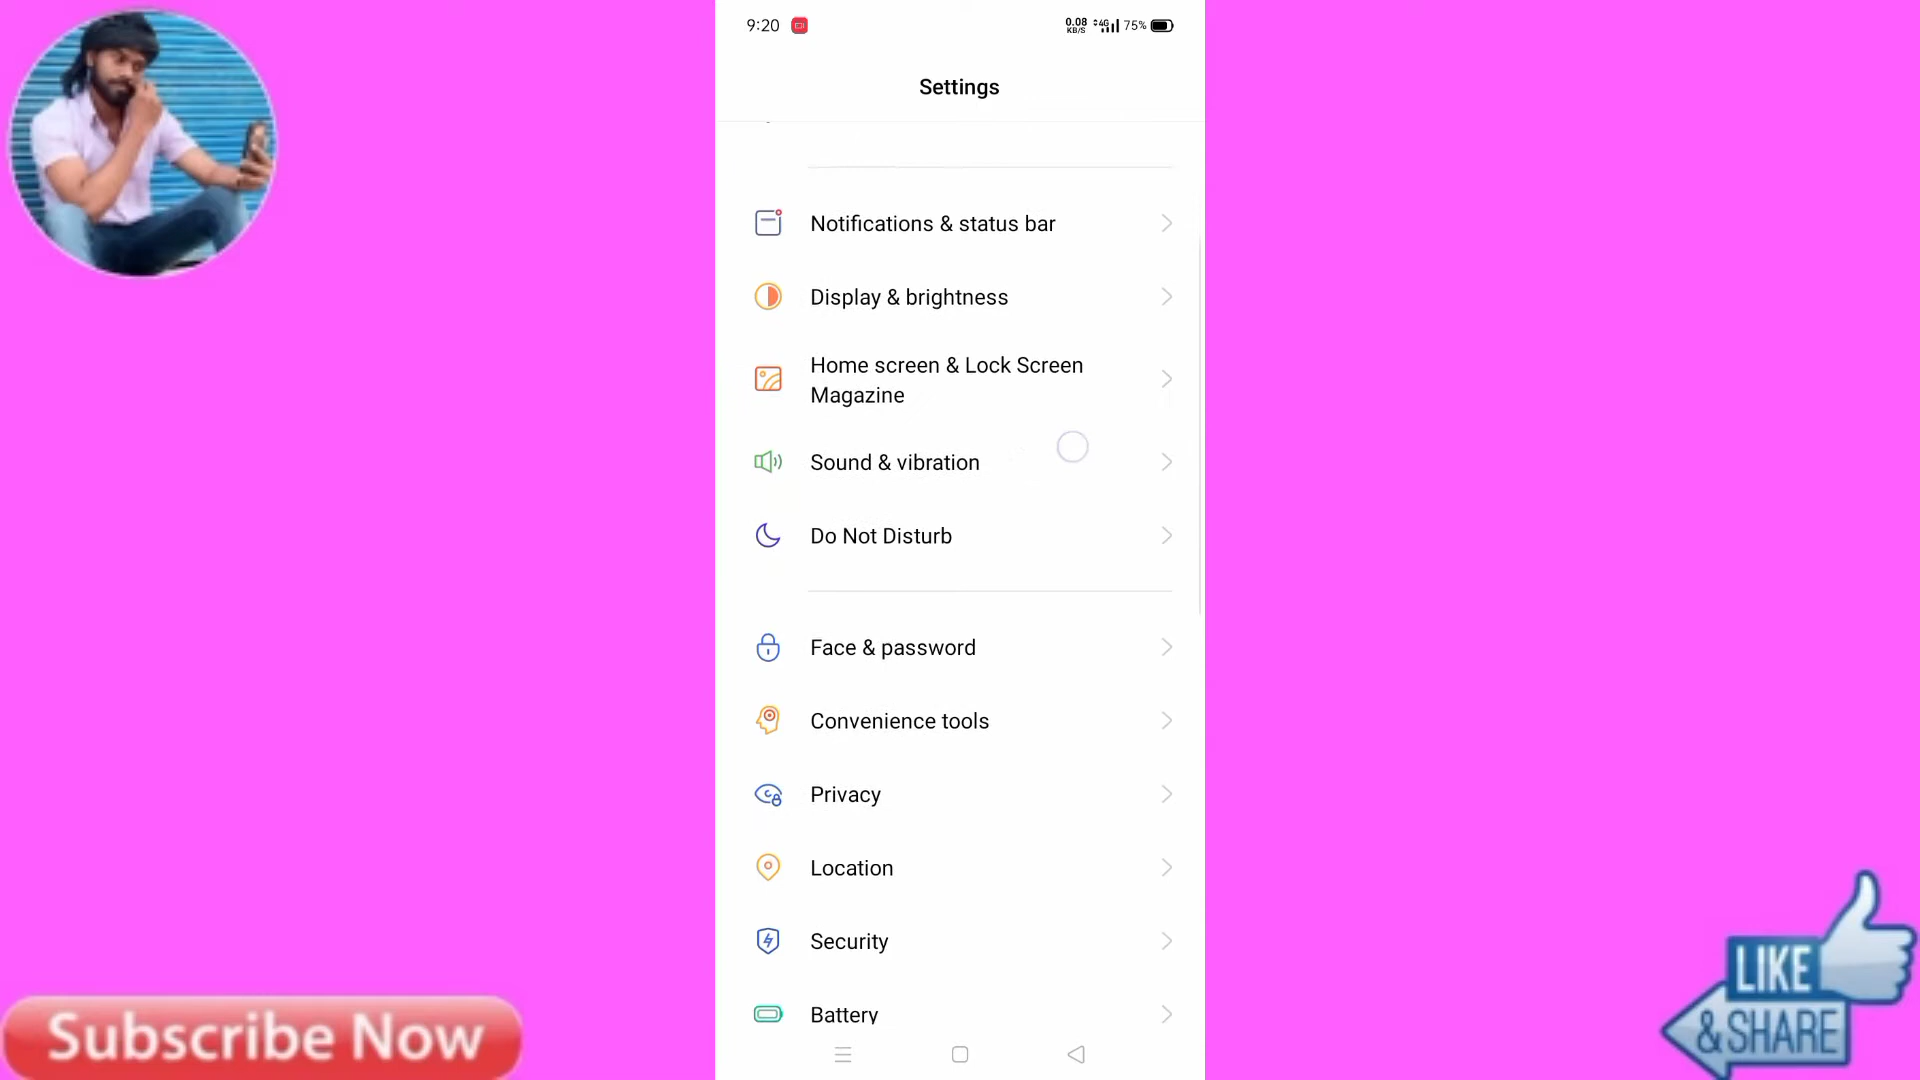 9:20
0.08
KB/S
4G
75%
Settings
Notifications & status bar
Display & brightness
Home screen & Lock Screen
Magazine
Sound & vibration
Do Not Disturb
Face & password
Convenience tools
Privacy
Location
Security
Battery
Subscribe Now
LIKE
& SHARE